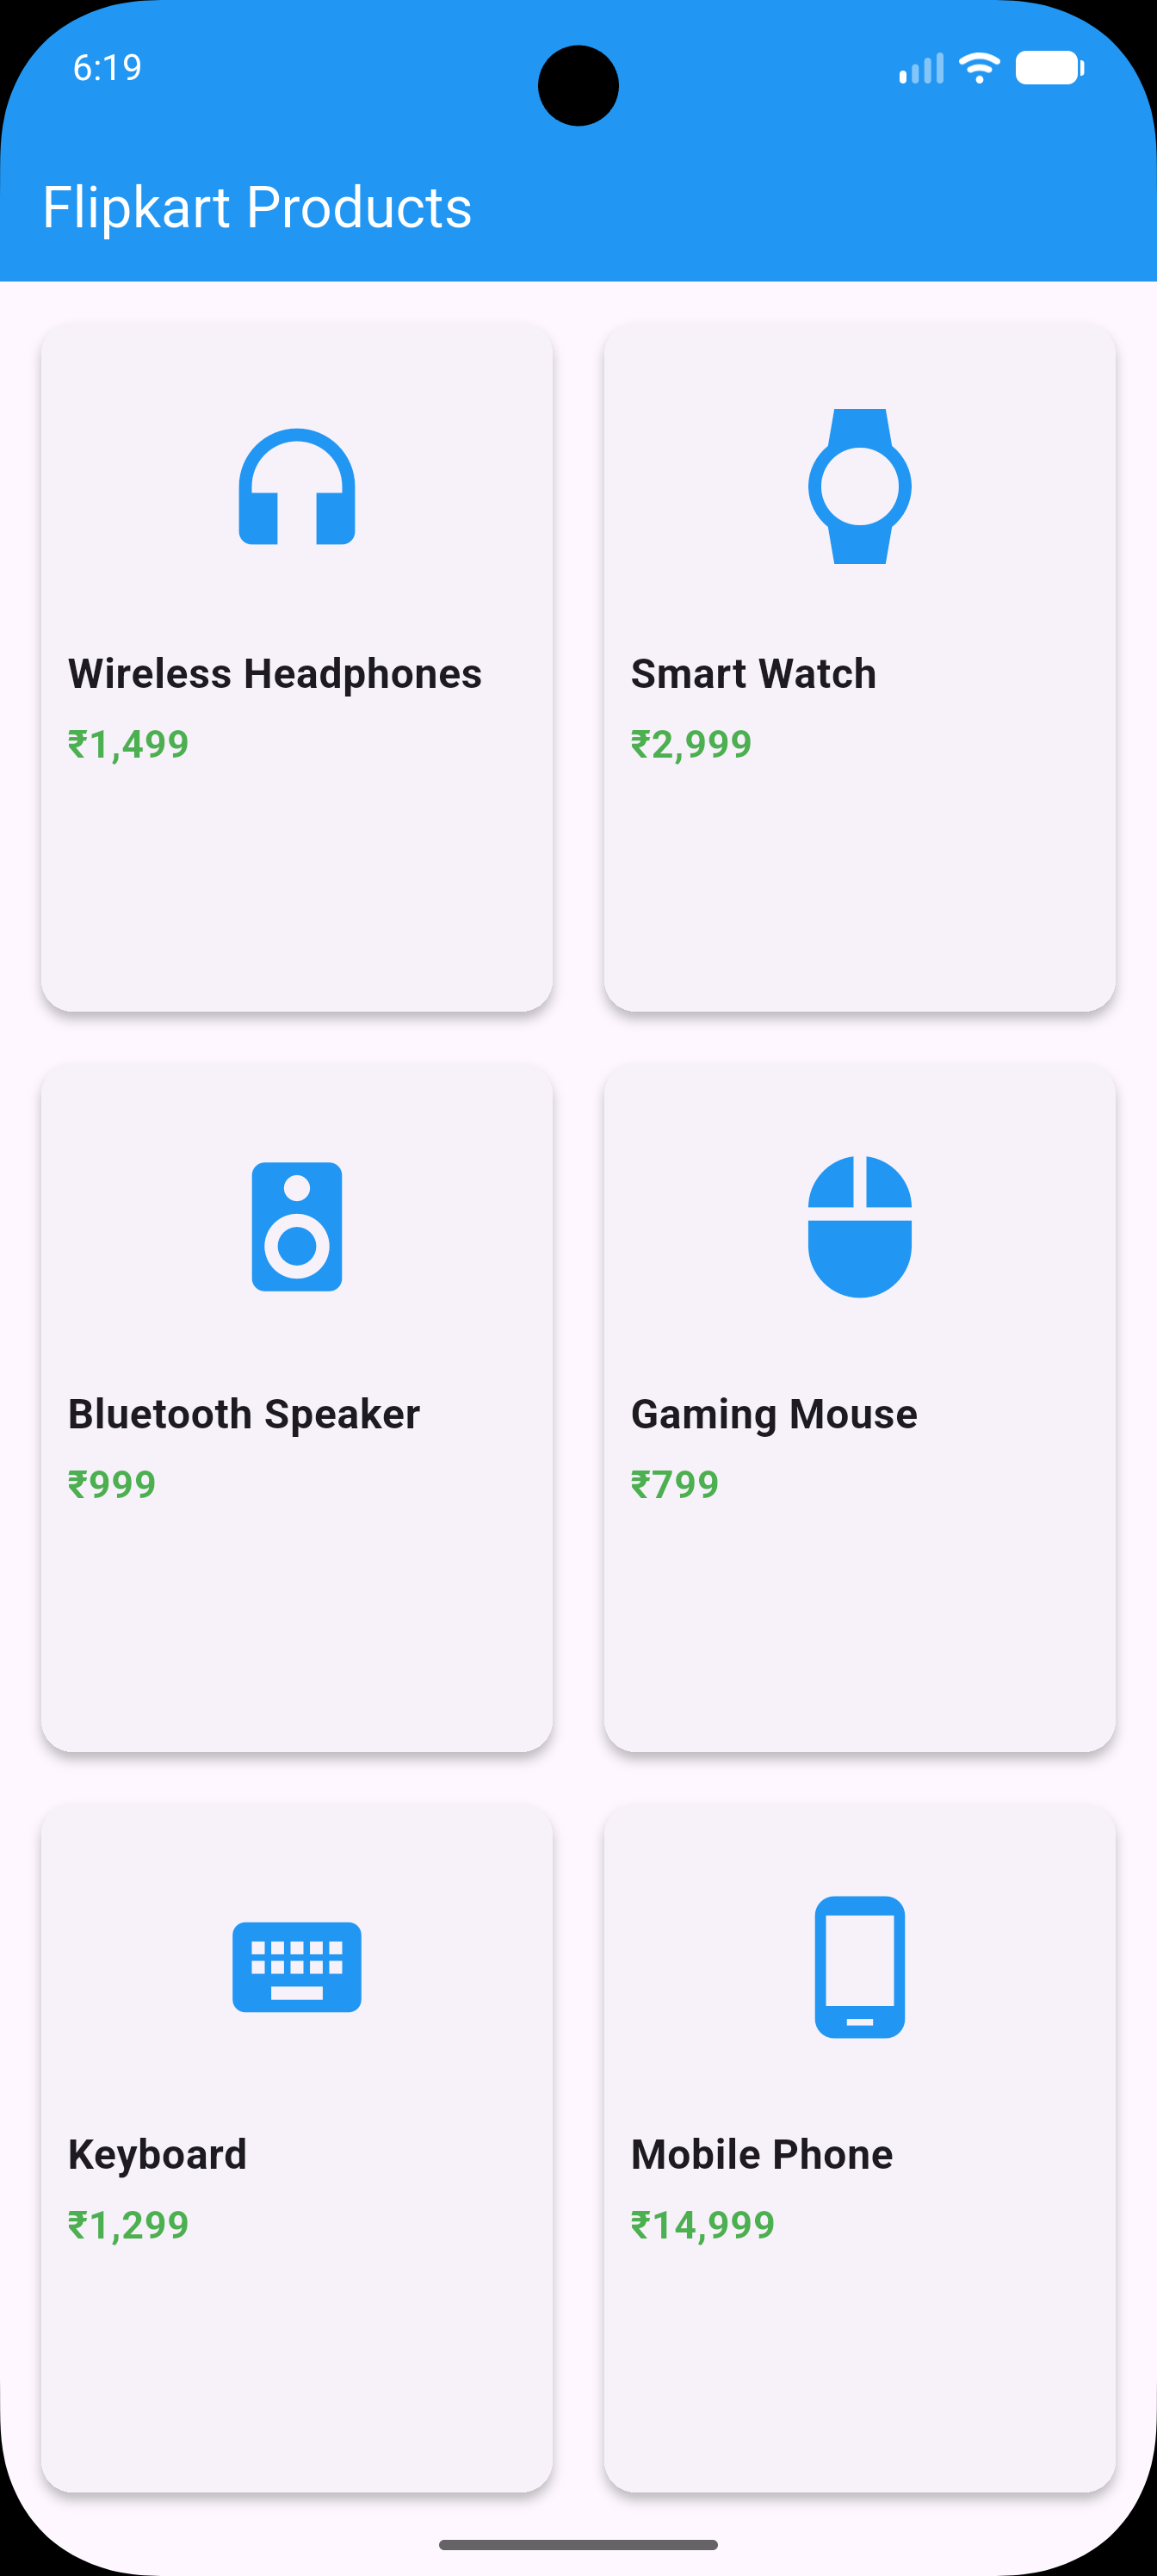 6:19
Flipkart Products
Wireless Headphones
₹1,499
Smart Watch
₹2,999
Bluetooth Speaker
₹999
Gaming Mouse
₹799
Keyboard
₹1,299
Mobile Phone
₹14,999